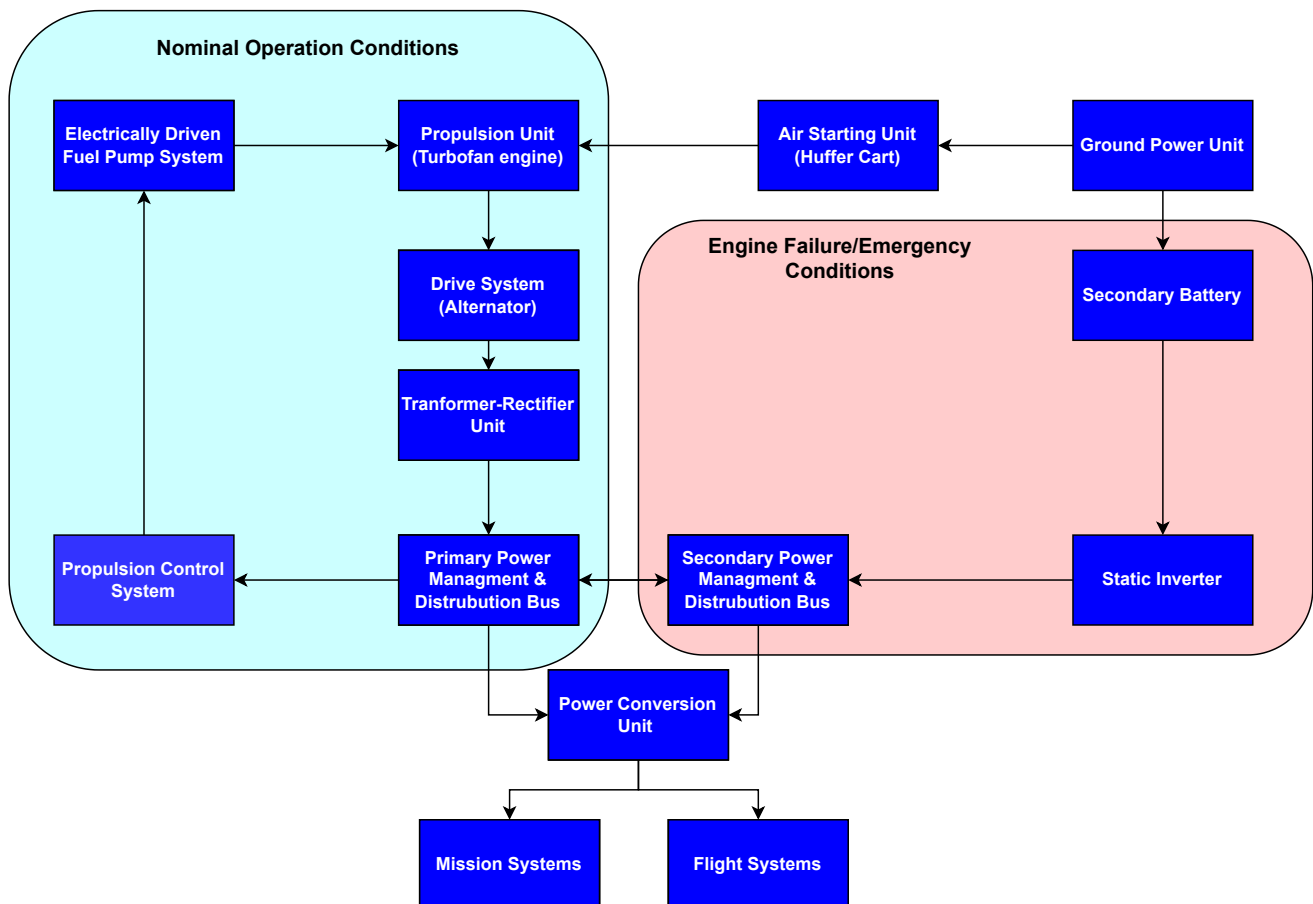 Nominal Operation Conditions
Electrically Driven
Fuel Pump System
Propulsion Unit
(Turbofan engine)
Air Starting Unit
(Huffer Cart)
Ground Power Unit
Engine Failure/Emergency
Conditions
Drive System
(Alternator)
Secondary Battery
Tranformer-Rectifier
Unit
Propulsion Control
System
Primary Power
Managment &
Distrubution Bus
Secondary Power
Managment &
Distrubution Bus
Static Inverter
Power Conversion
Unit
Mission Systems
Flight Systems